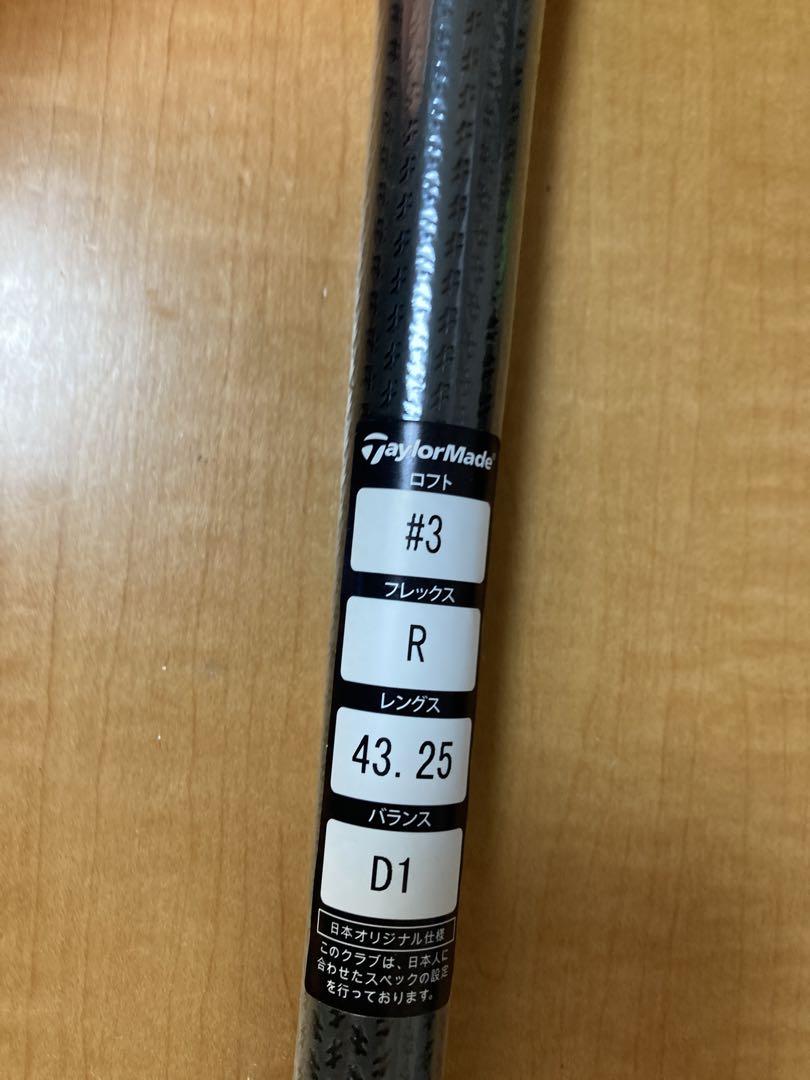 TaylorMade®
ロフト
#3
フレックス
R
レングス
43.25
バランス
D1
日本オリジナル仕様
このクラブは、日本人に
合わせたスペックの設定
を行っております。